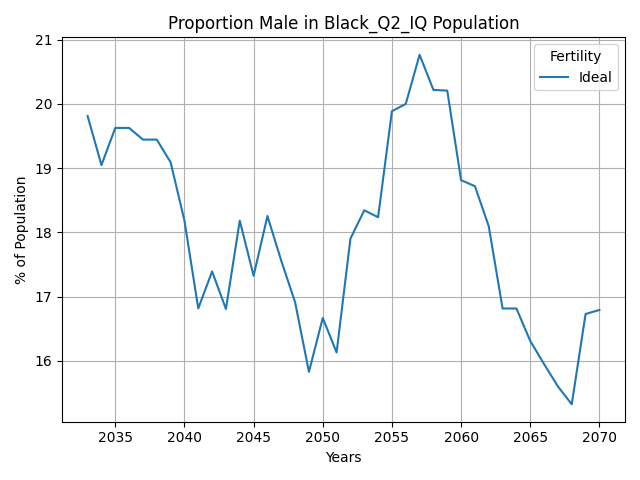 Proportion Male in Black_Q2_IQ Population
21
20
19
18
17
16
% of Population
Fertility
Ideal
2035 2040 2045 2050 2055 2060 2065 2070
Years